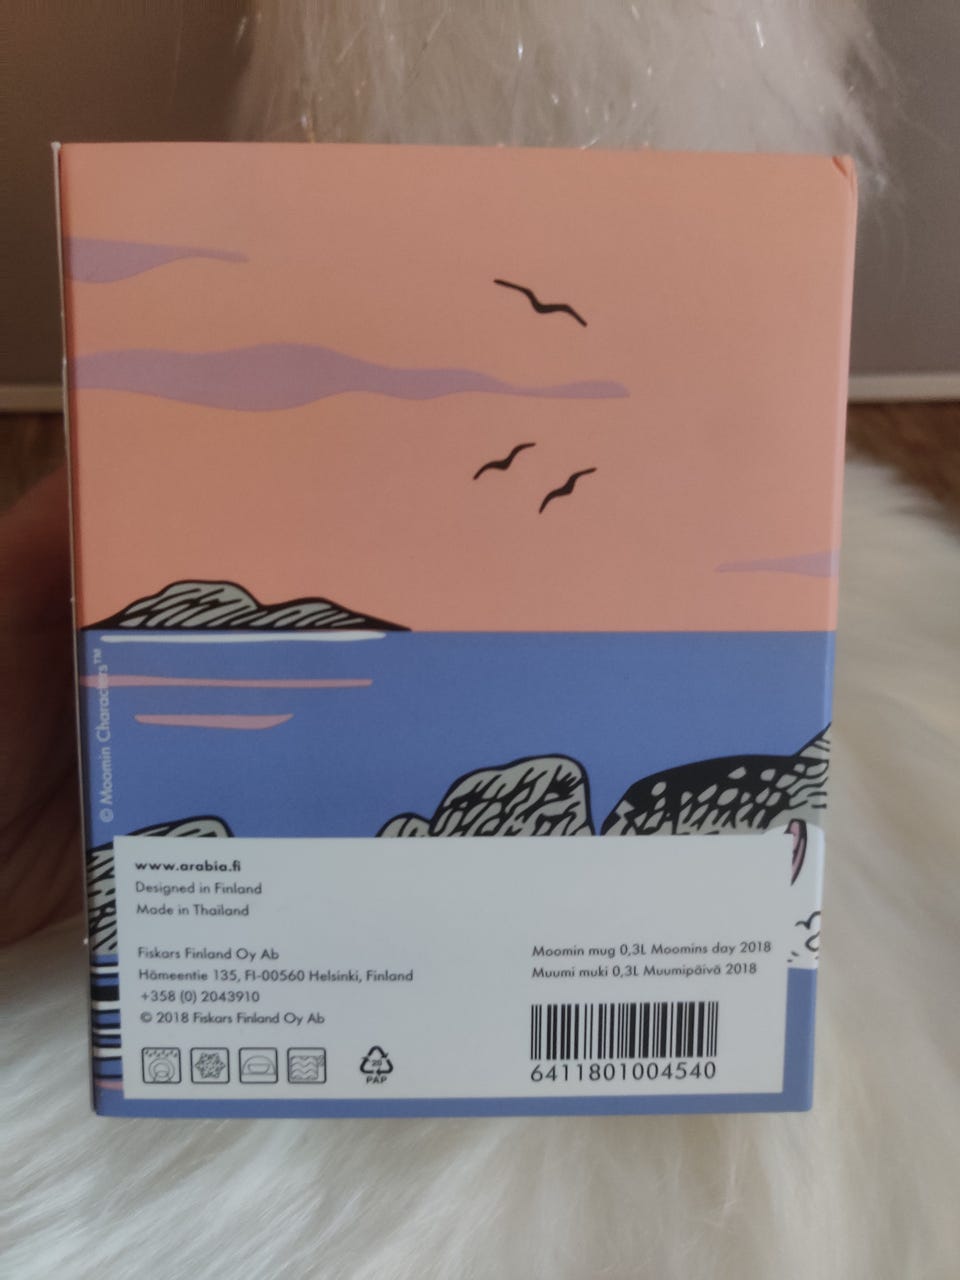 © Moomin Characters™
www.arabia.fi
Designed in Finland
Made in Thailand
Fiskars Finland Oy Ab
Hämeentie 135, FI-00560 Helsinki, Finland
+358 (0) 2043910
© 2018 Fiskars Finland Oy Ab
20
PAP
Moomin mug 0,3L Moomins day 2018
Muumi muki 0,3L Muumipäivä 2018
6411801004540